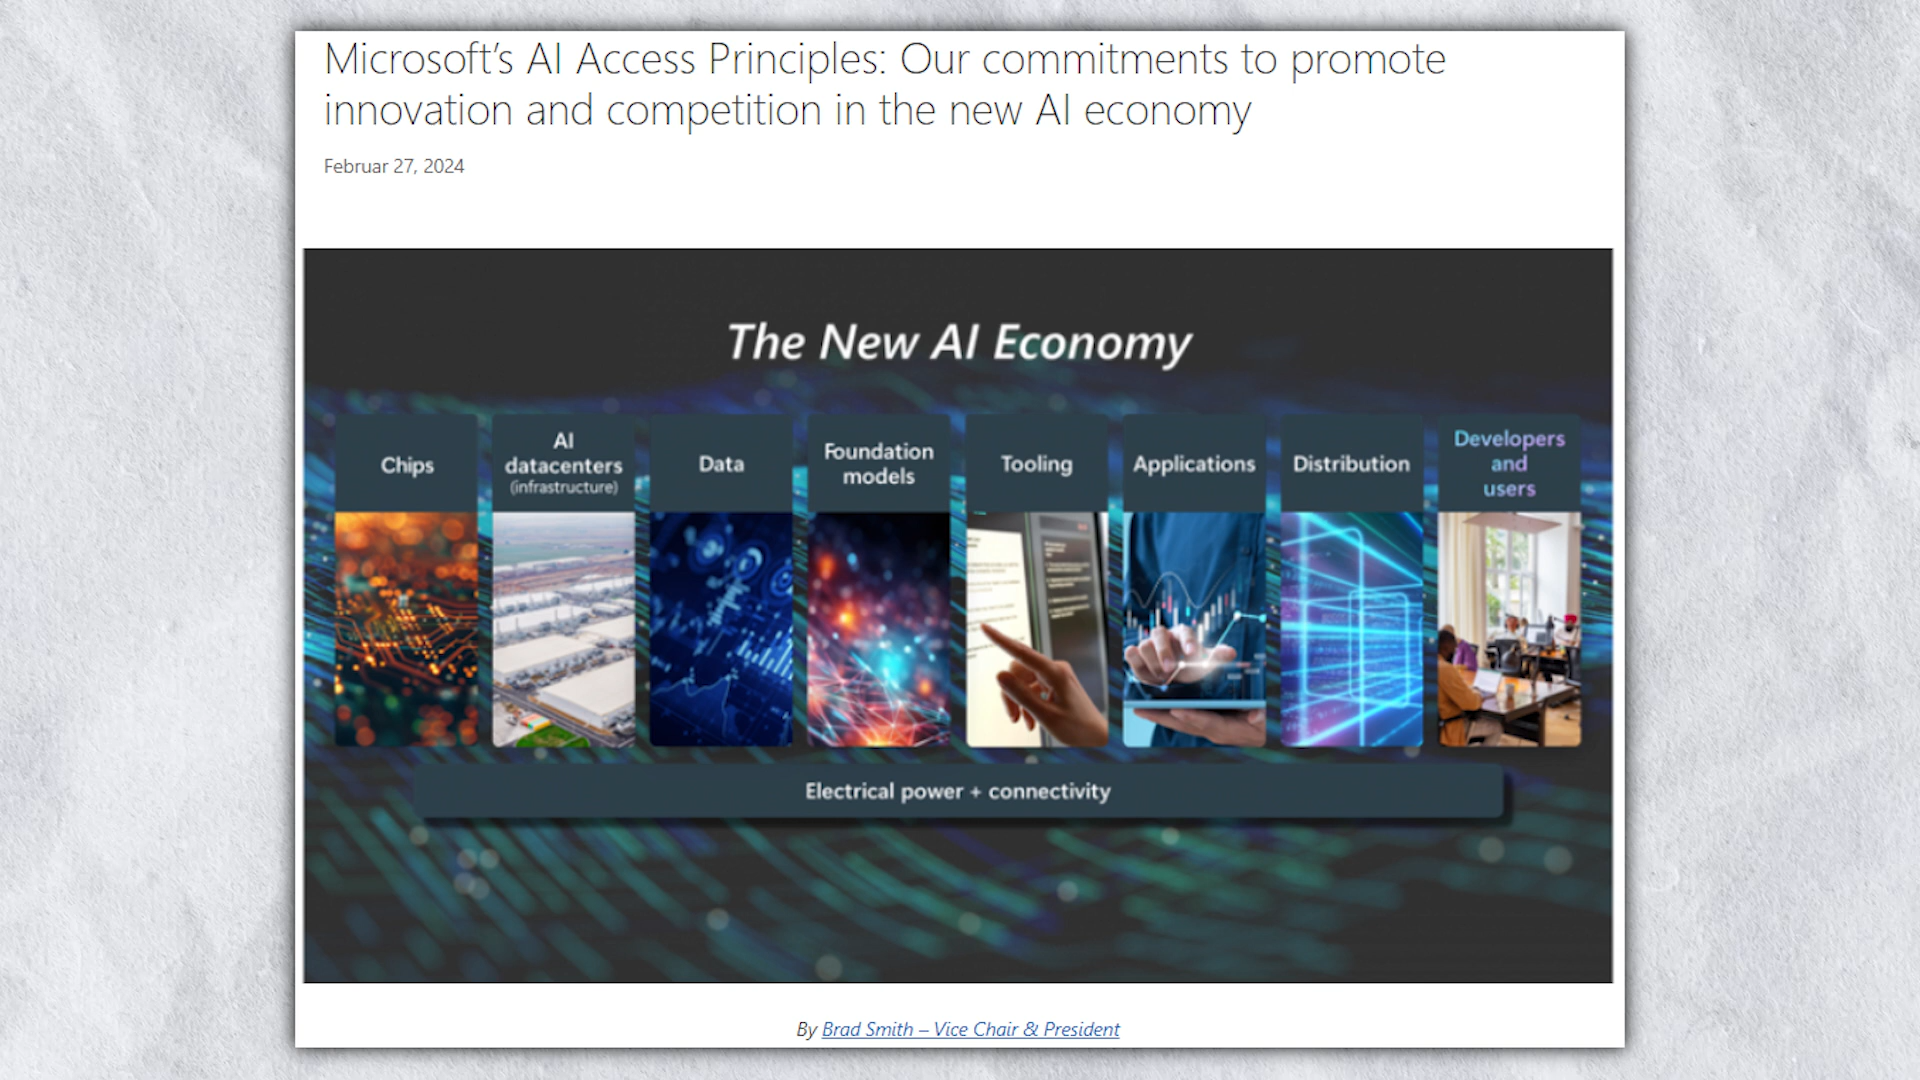 Microsoft’s AI Access Principles: Our commitments to promote
innovation and competition in the new AI economy
Februar 27, 2024
The New AI Economy
Chips
AI
datacenters
(infrastructure)
Data
Foundation
models
Tooling
Applications
Distribution
Developers
and
users
Electrical power + connectivity
By Brad Smith – Vice Chair & President